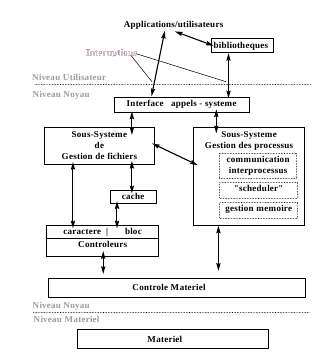 Applications/utilisateurs
bibliotheques
Interruptions
Niveau Utilisateur
Niveau Noyau
Interface appels - systeme
Sous-Systeme
de
Gestion de fichiers
Sous-Systeme
Gestion des processus
communication
interprocessus
"scheduler"
gestion memoire
cache
caractere | bloc
Controleurs
Controle Materiel
Niveau Noyau
Niveau Materiel
Materiel